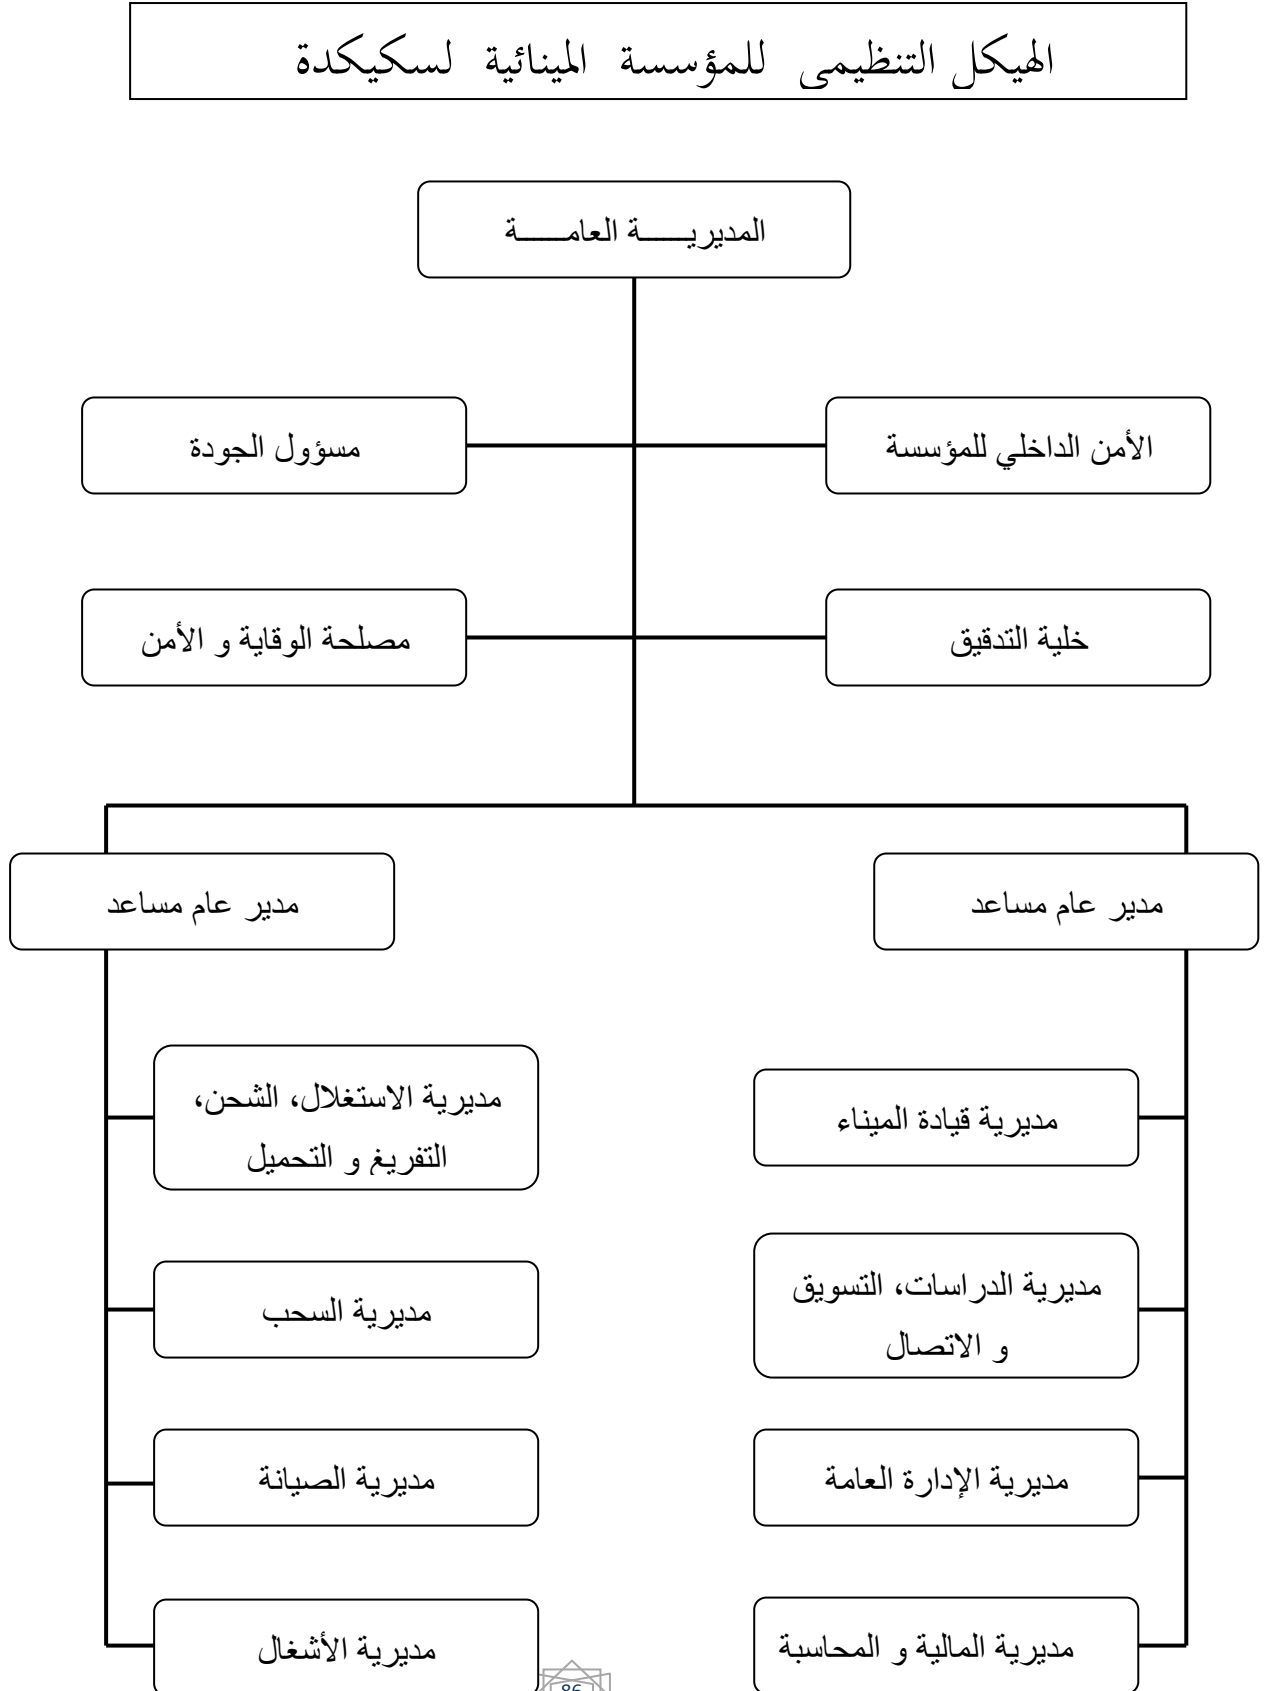 الهيكل التنظيمي للمؤسسة المينائية لسكيكدة
المديريـــــة العامـــــة
الأمن الداخلي للمؤسسة
مسؤول الجودة
خلية التدقيق
مصلحة الوقاية و الأمن
مدير عام مساعد
مدير عام مساعد
مديرية قيادة الميناء
مديرية الاستغلال، الشحن،
التفريغ و التحميل
مديرية الدراسات، التسويق
و الاتصال
مديرية السحب
مديرية الإدارة العامة
مديرية الصيانة
مديرية المالية و المحاسبة
مديرية الأشغال
86